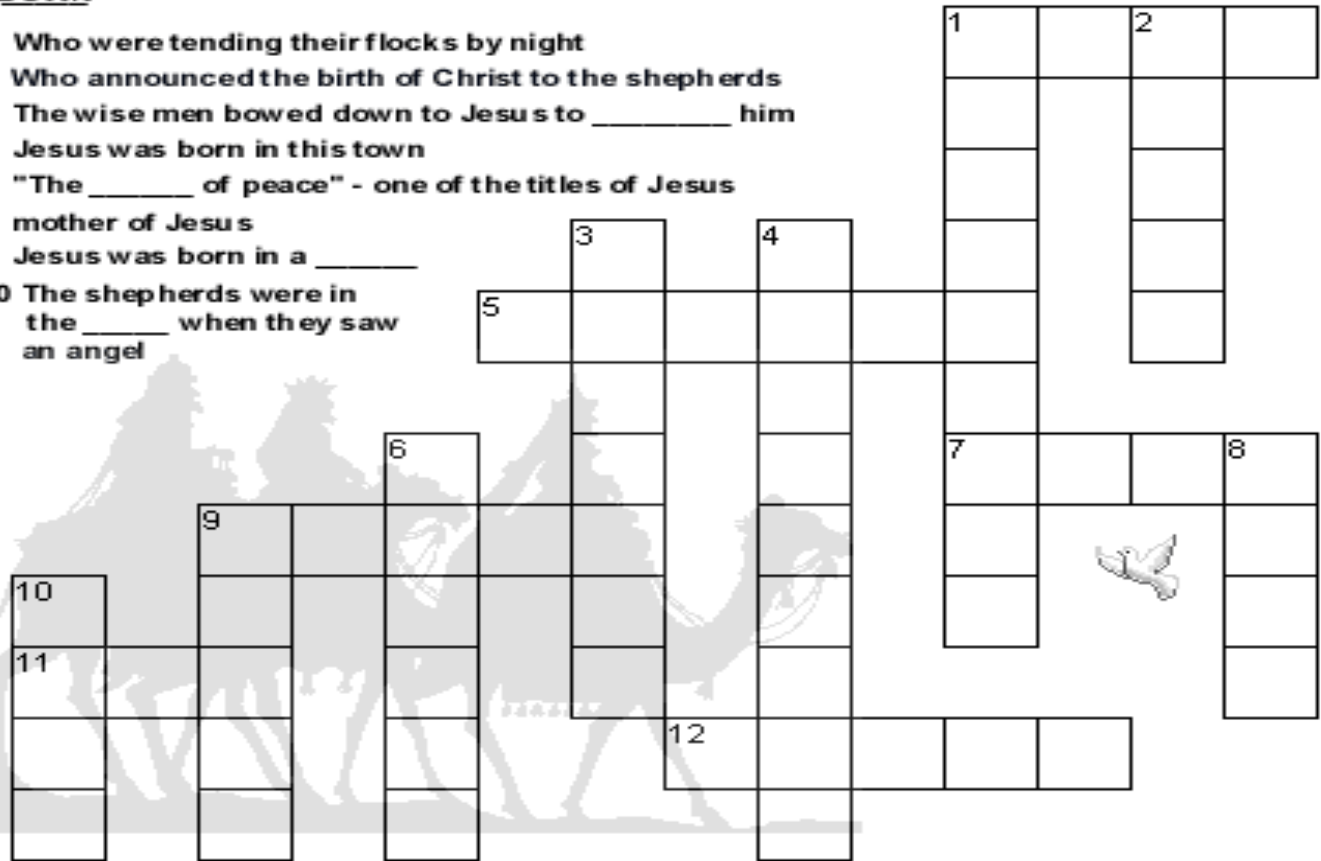 Who were tending their flocks by night
Who announced the birth of Christ to the shepherds
The wise men bowed down to Jesus to ________ him
Jesus was born in this town
"The ______ of peace" - one of the titles of Jesus
mother of Jesus
Jesus was born in a ______
0 The shepherds were in
the _____ when they saw
an angel
1 2
3 4
5
6 7 8
9
10
11
12